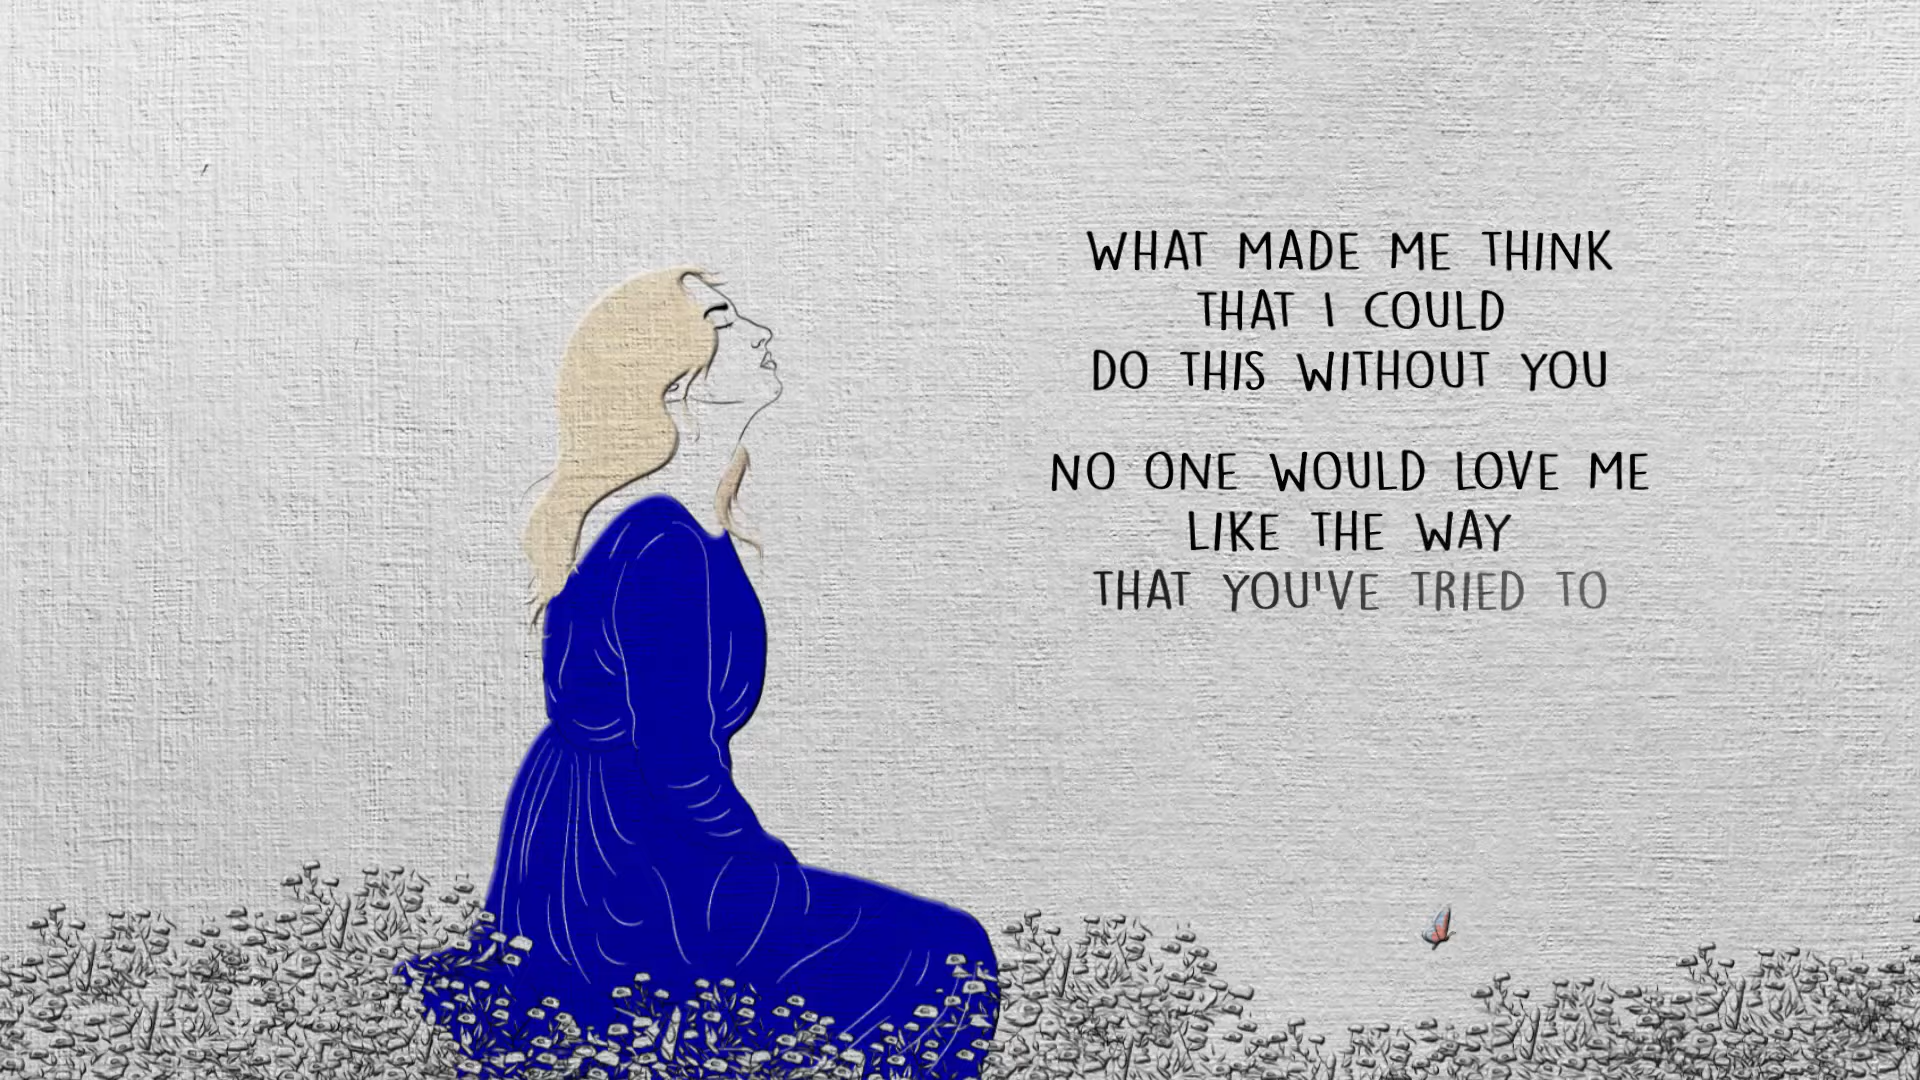 WHAT MADE ME THINK
THAT I COULD
DO THIS WITHOUT YOU
NO ONE WOULD LOVE ME
LIKE THE WAY
THAT YOU'VE TRIED TO